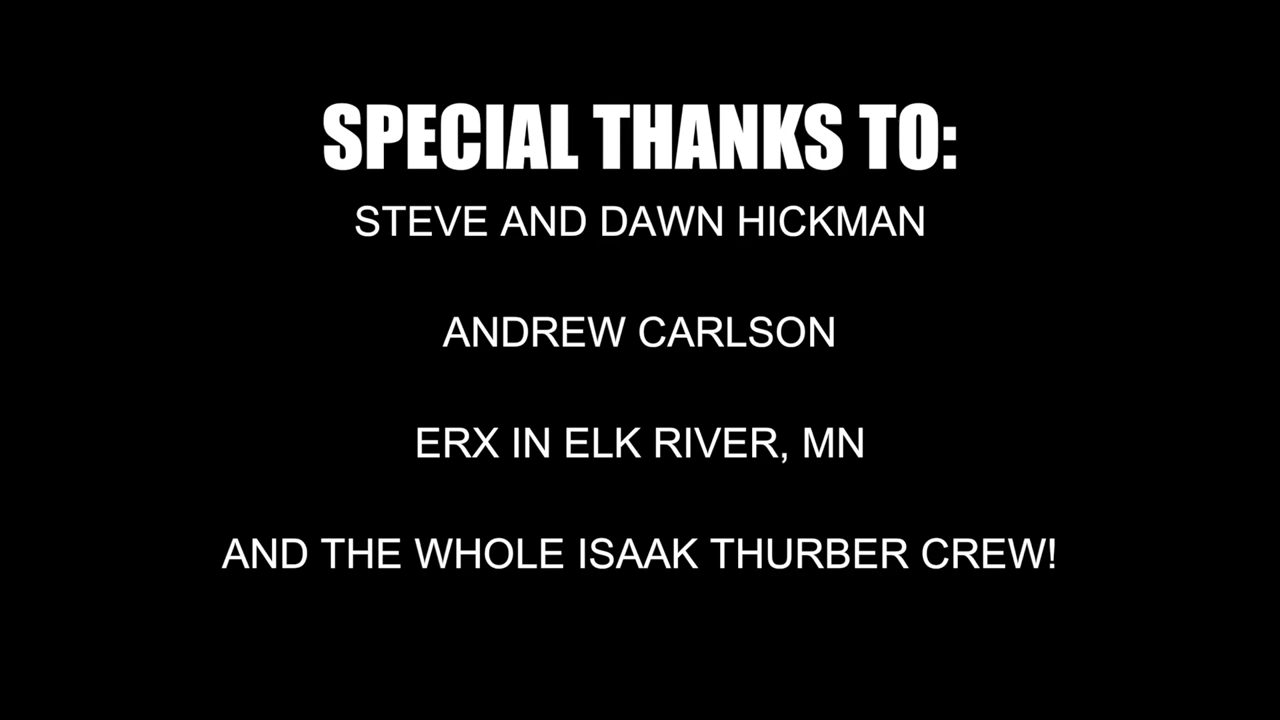 SPECIAL THANKS TO:
STEVE AND DAWN HICKMAN
ANDREW CARLSON
ERX IN ELK RIVER, MN
AND THE WHOLE ISAAK THURBER CREW!